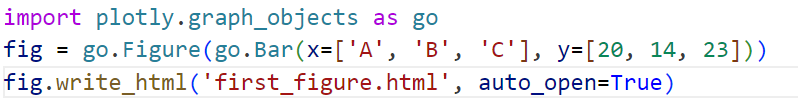 import plotly.graph_objects as go
fig = go.Figure(go.Bar(x=['A', 'B', 'C'], y=[20, 14, 23]))
fig.write_html('first_figure.html', auto_open=True)